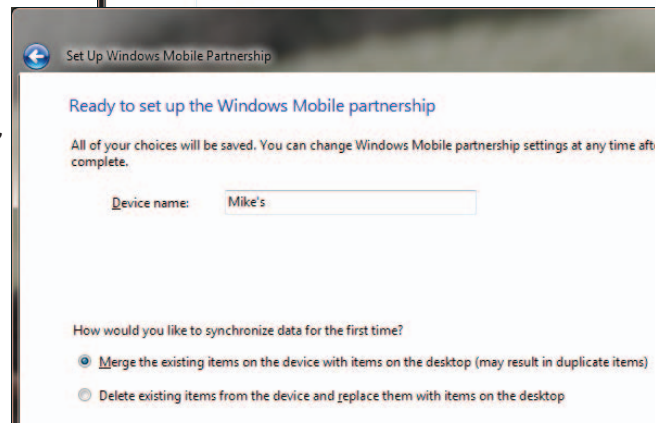 Set Up Windows Mobile Partnership
Ready to set up the Windows Mobile partnership
All of your choices will be saved. You can change Windows Mobile partnership settings at any time afte
complete.
Device name: Mike's
How would you like to synchronize data for the first time?
Merge the existing items on the device with items on the desktop (may result in duplicate items)
Delete existing items from the device and replace them with items on the desktop